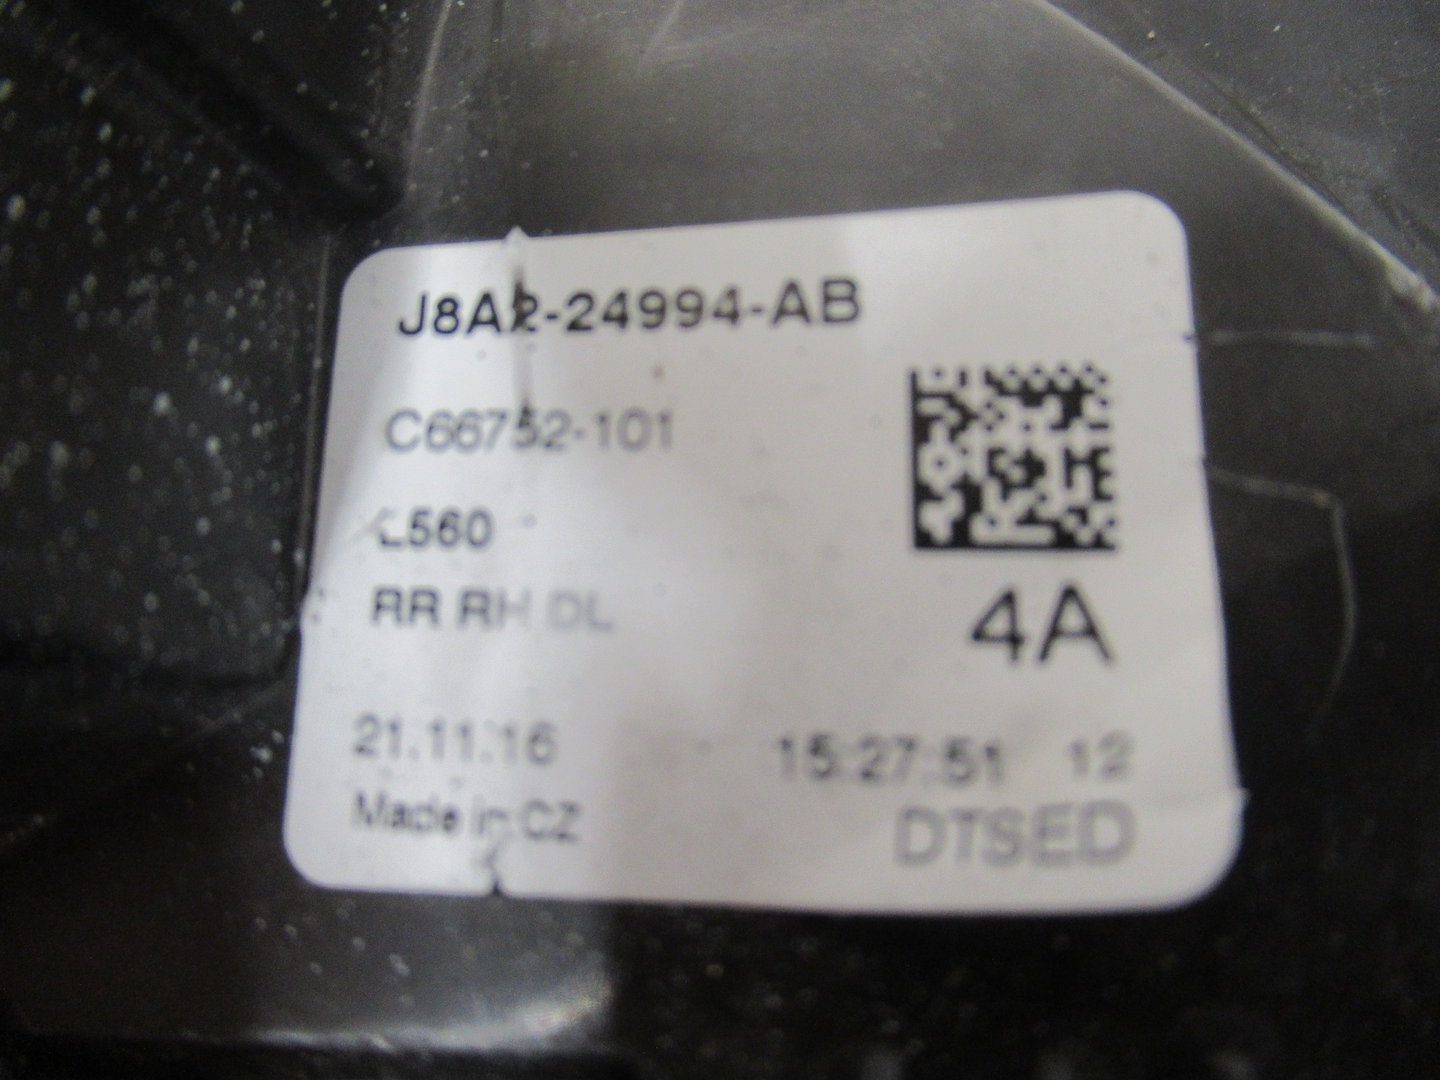 J8A2-24994-AB
C66752-101
L560
RR RH DL
4A
21.11.16 15:27:51 12
Made in CZ
DTSED